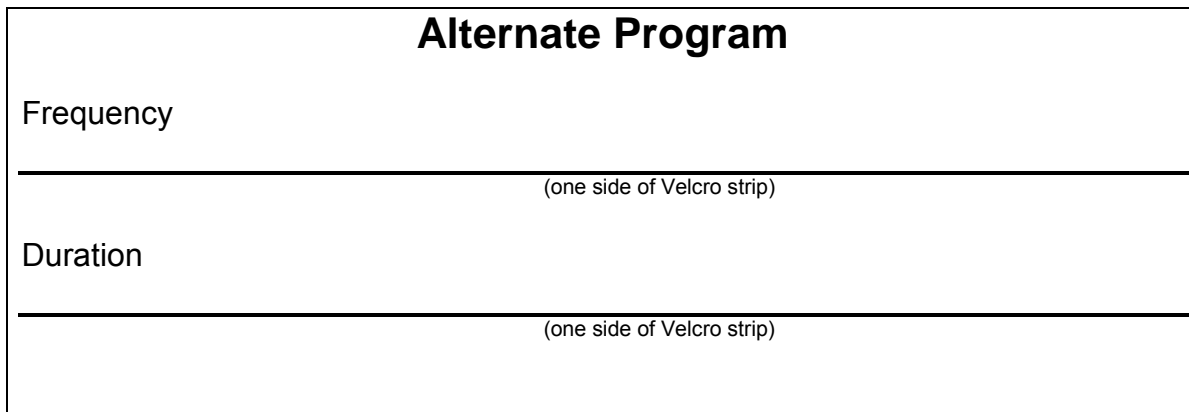 Alternate Program
Frequency
(one side of Velcro strip)
Duration
(one side of Velcro strip)